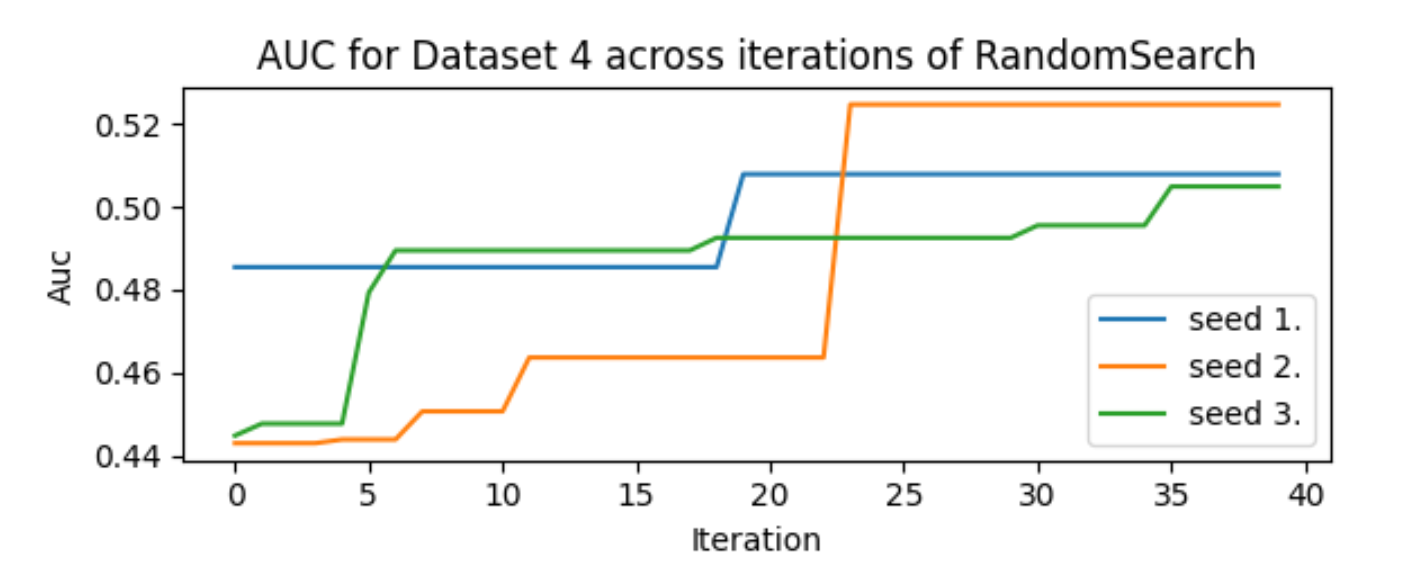 AUC for Dataset 4 across iterations of RandomSearch
0.52
0.50
0.48
0.46
0.44
Auc
seed 1.
seed 2.
seed 3.
0 5 10 15 20 25 30 35 40
Iteration